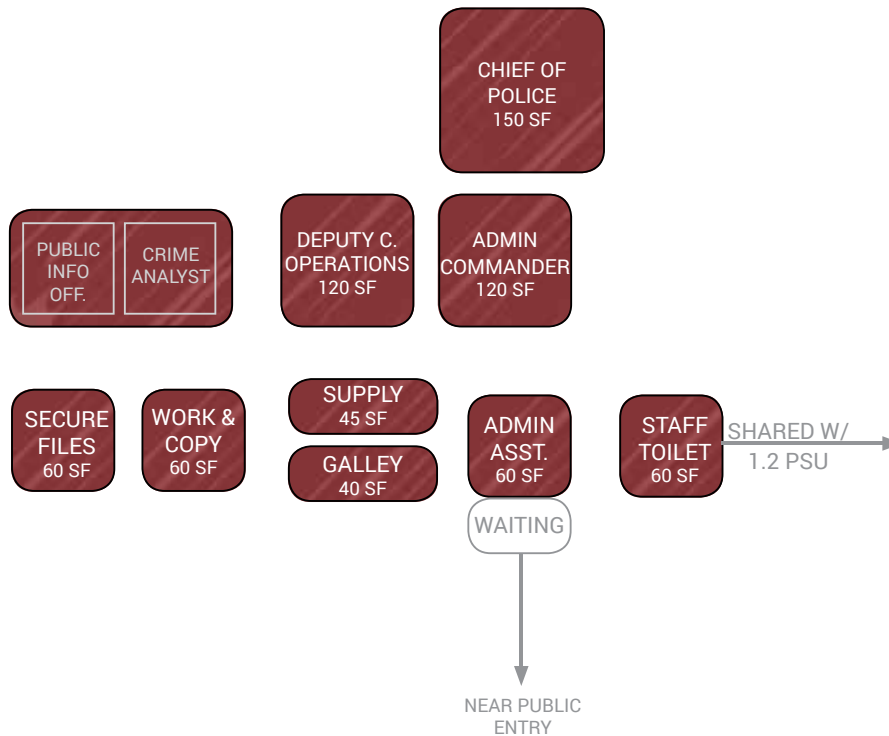 CHIEF OF
POLICE
150 SF
PUBLIC
INFO
OFF.
CRIME
ANALYST
DEPUTY C.
OPERATIONS
120 SF
ADMIN
COMMANDER
120 SF
SECURE
FILES
60 SF
WORK &
COPY
60 SF
SUPPLY
45 SF
GALLEY
40 SF
ADMIN
ASST.
60 SF
WAITING
STAFF
TOILET
60 SF
SHARED W/
1.2 PSU
NEAR PUBLIC
ENTRY